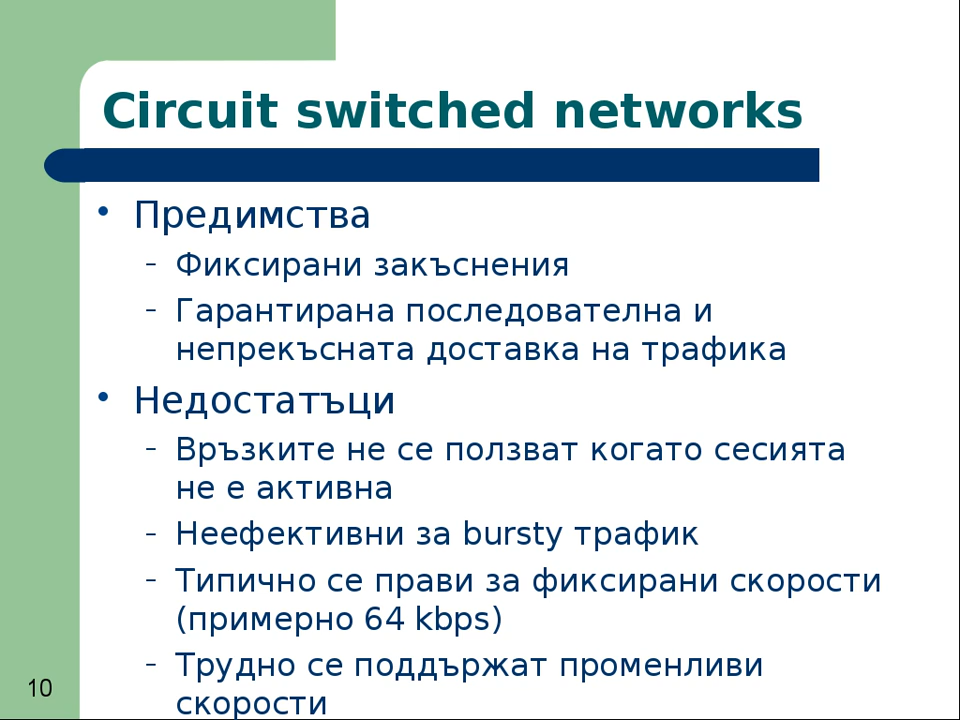 Circuit switched networks
• Предимства
– Фиксирани закъснения
– Гарантирана последователна и
непрекъсната доставка на трафика
• Недостатъци
– Връзките не се ползват когато сесията
не е активна
– Неефективни за bursty трафик
– Типично се прави за фиксирани скорости
(примерно 64 kbps)
– Трудно се поддържат променливи
скорости
10